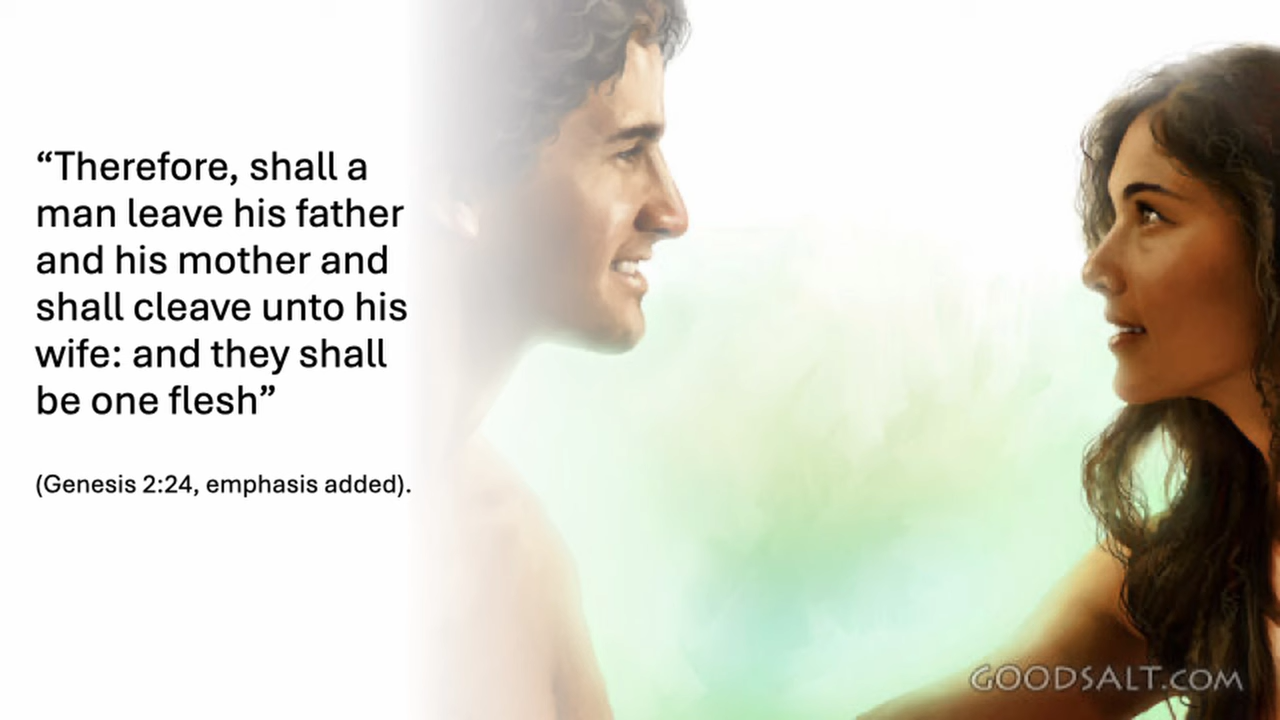 “Therefore, shall a
man leave his father
and his mother and
shall cleave unto his
wife: and they shall
be one flesh”
(Genesis 2:24, emphasis added).
GOODSALT.COM